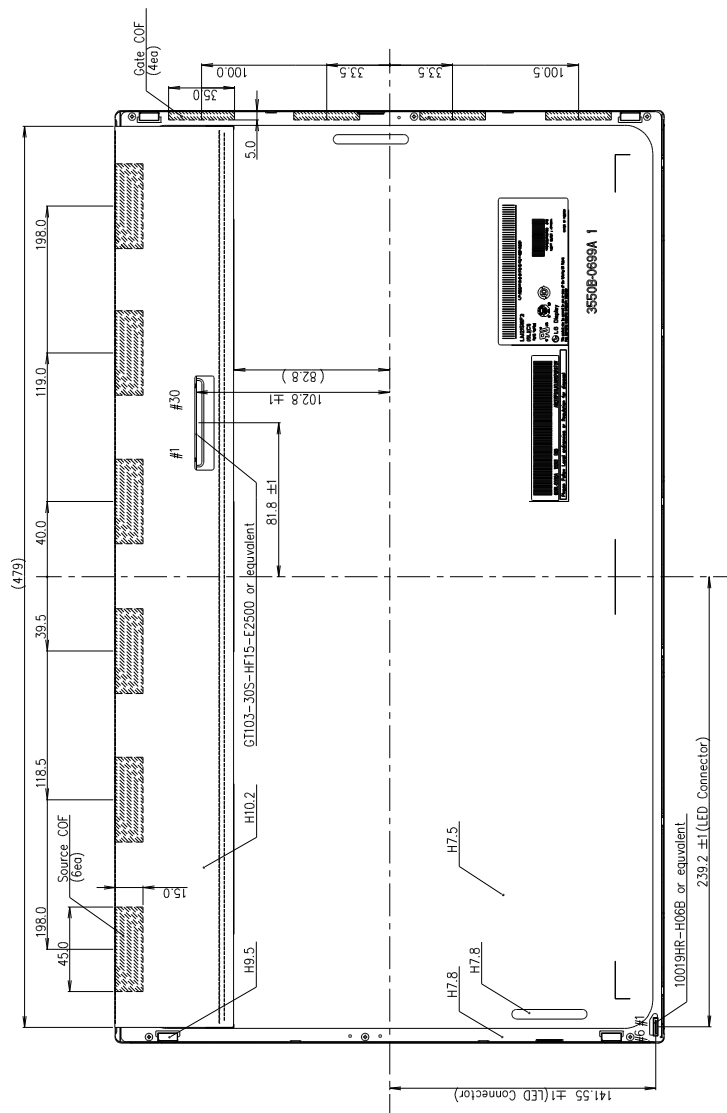 Gate COF
(4ea)
35.0
100.0
33.5
33.5
100.5
5.0
(479)
198.0
119.0
40.0
39.5
118.5
198.0
45.0
Source COF
(6ea)
15.0
#1
#30
(82.8)
102.8 ±1
81.8 ±1
GT103-30S-HF15-E2500 or equvalent
LG Display
3550B-0699A 1
H10.2
H9.5
H7.5
H7.8
H7.8
#6
#1
10019HR-H06B or equvalent
239.2 ±1(LED Connector)
141.55 ±1(LED Connector)